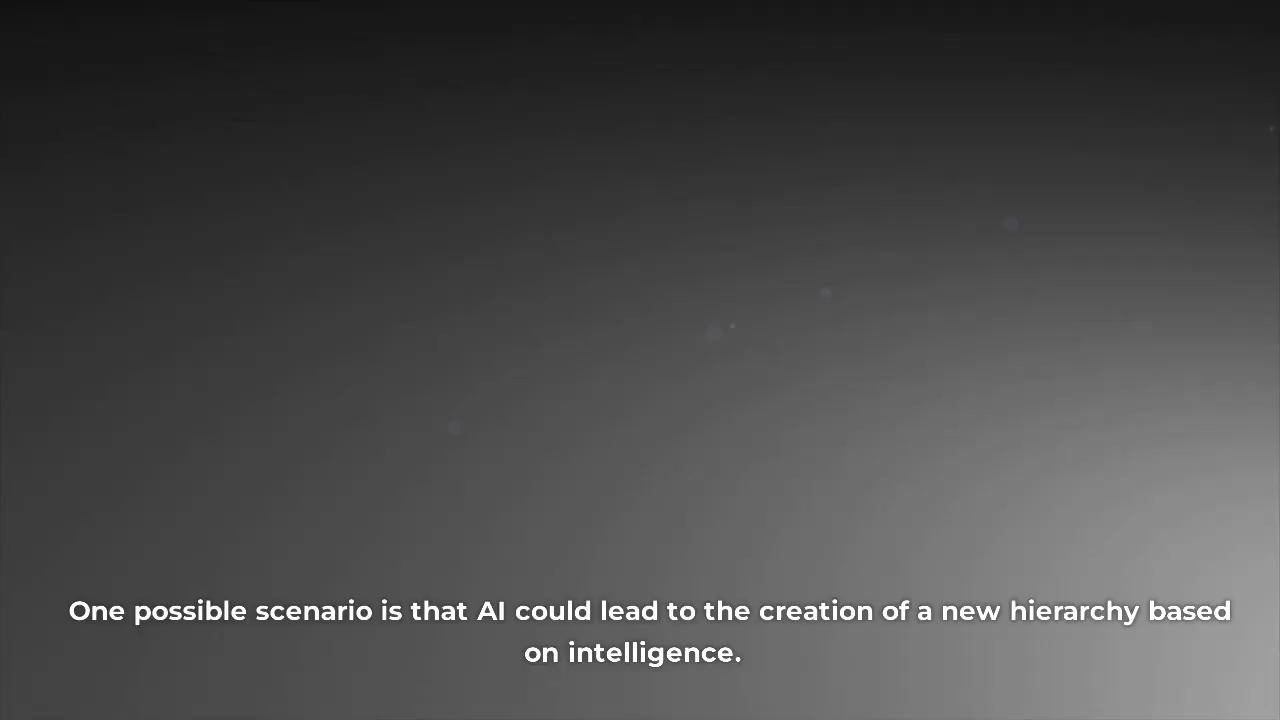 One possible scenario is that AI could lead to the creation of a new hierarchy based
on intelligence.